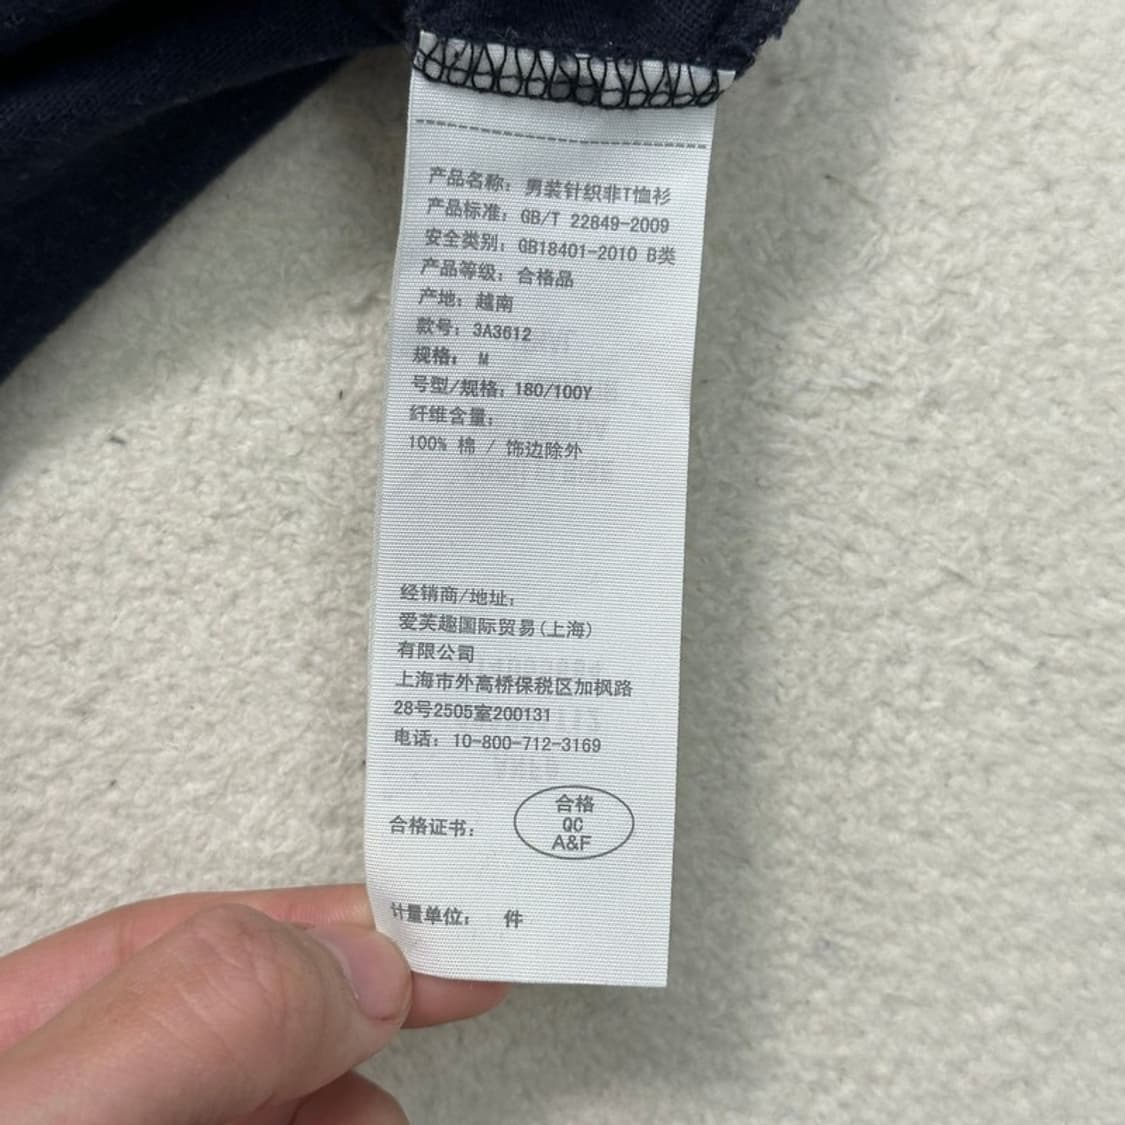 产品名称: 男装针织非T恤衫
产品标准: GB/T 22849-2009
安全类别: GB18401-2010 B类
产品等级: 合格品
产地: 越南
款号: 3A3612
规格: M
号型/规格: 180/100Y
纤维含量:
100% 棉 / 饰边除外
经销商/地址:
爱芙趣国际贸易(上海)
有限公司
上海市外高桥保税区加枫路
28号2505室200131
电话: 10-800-712-3169
合格证书:
合格
QC
A&F
计量单位: 件